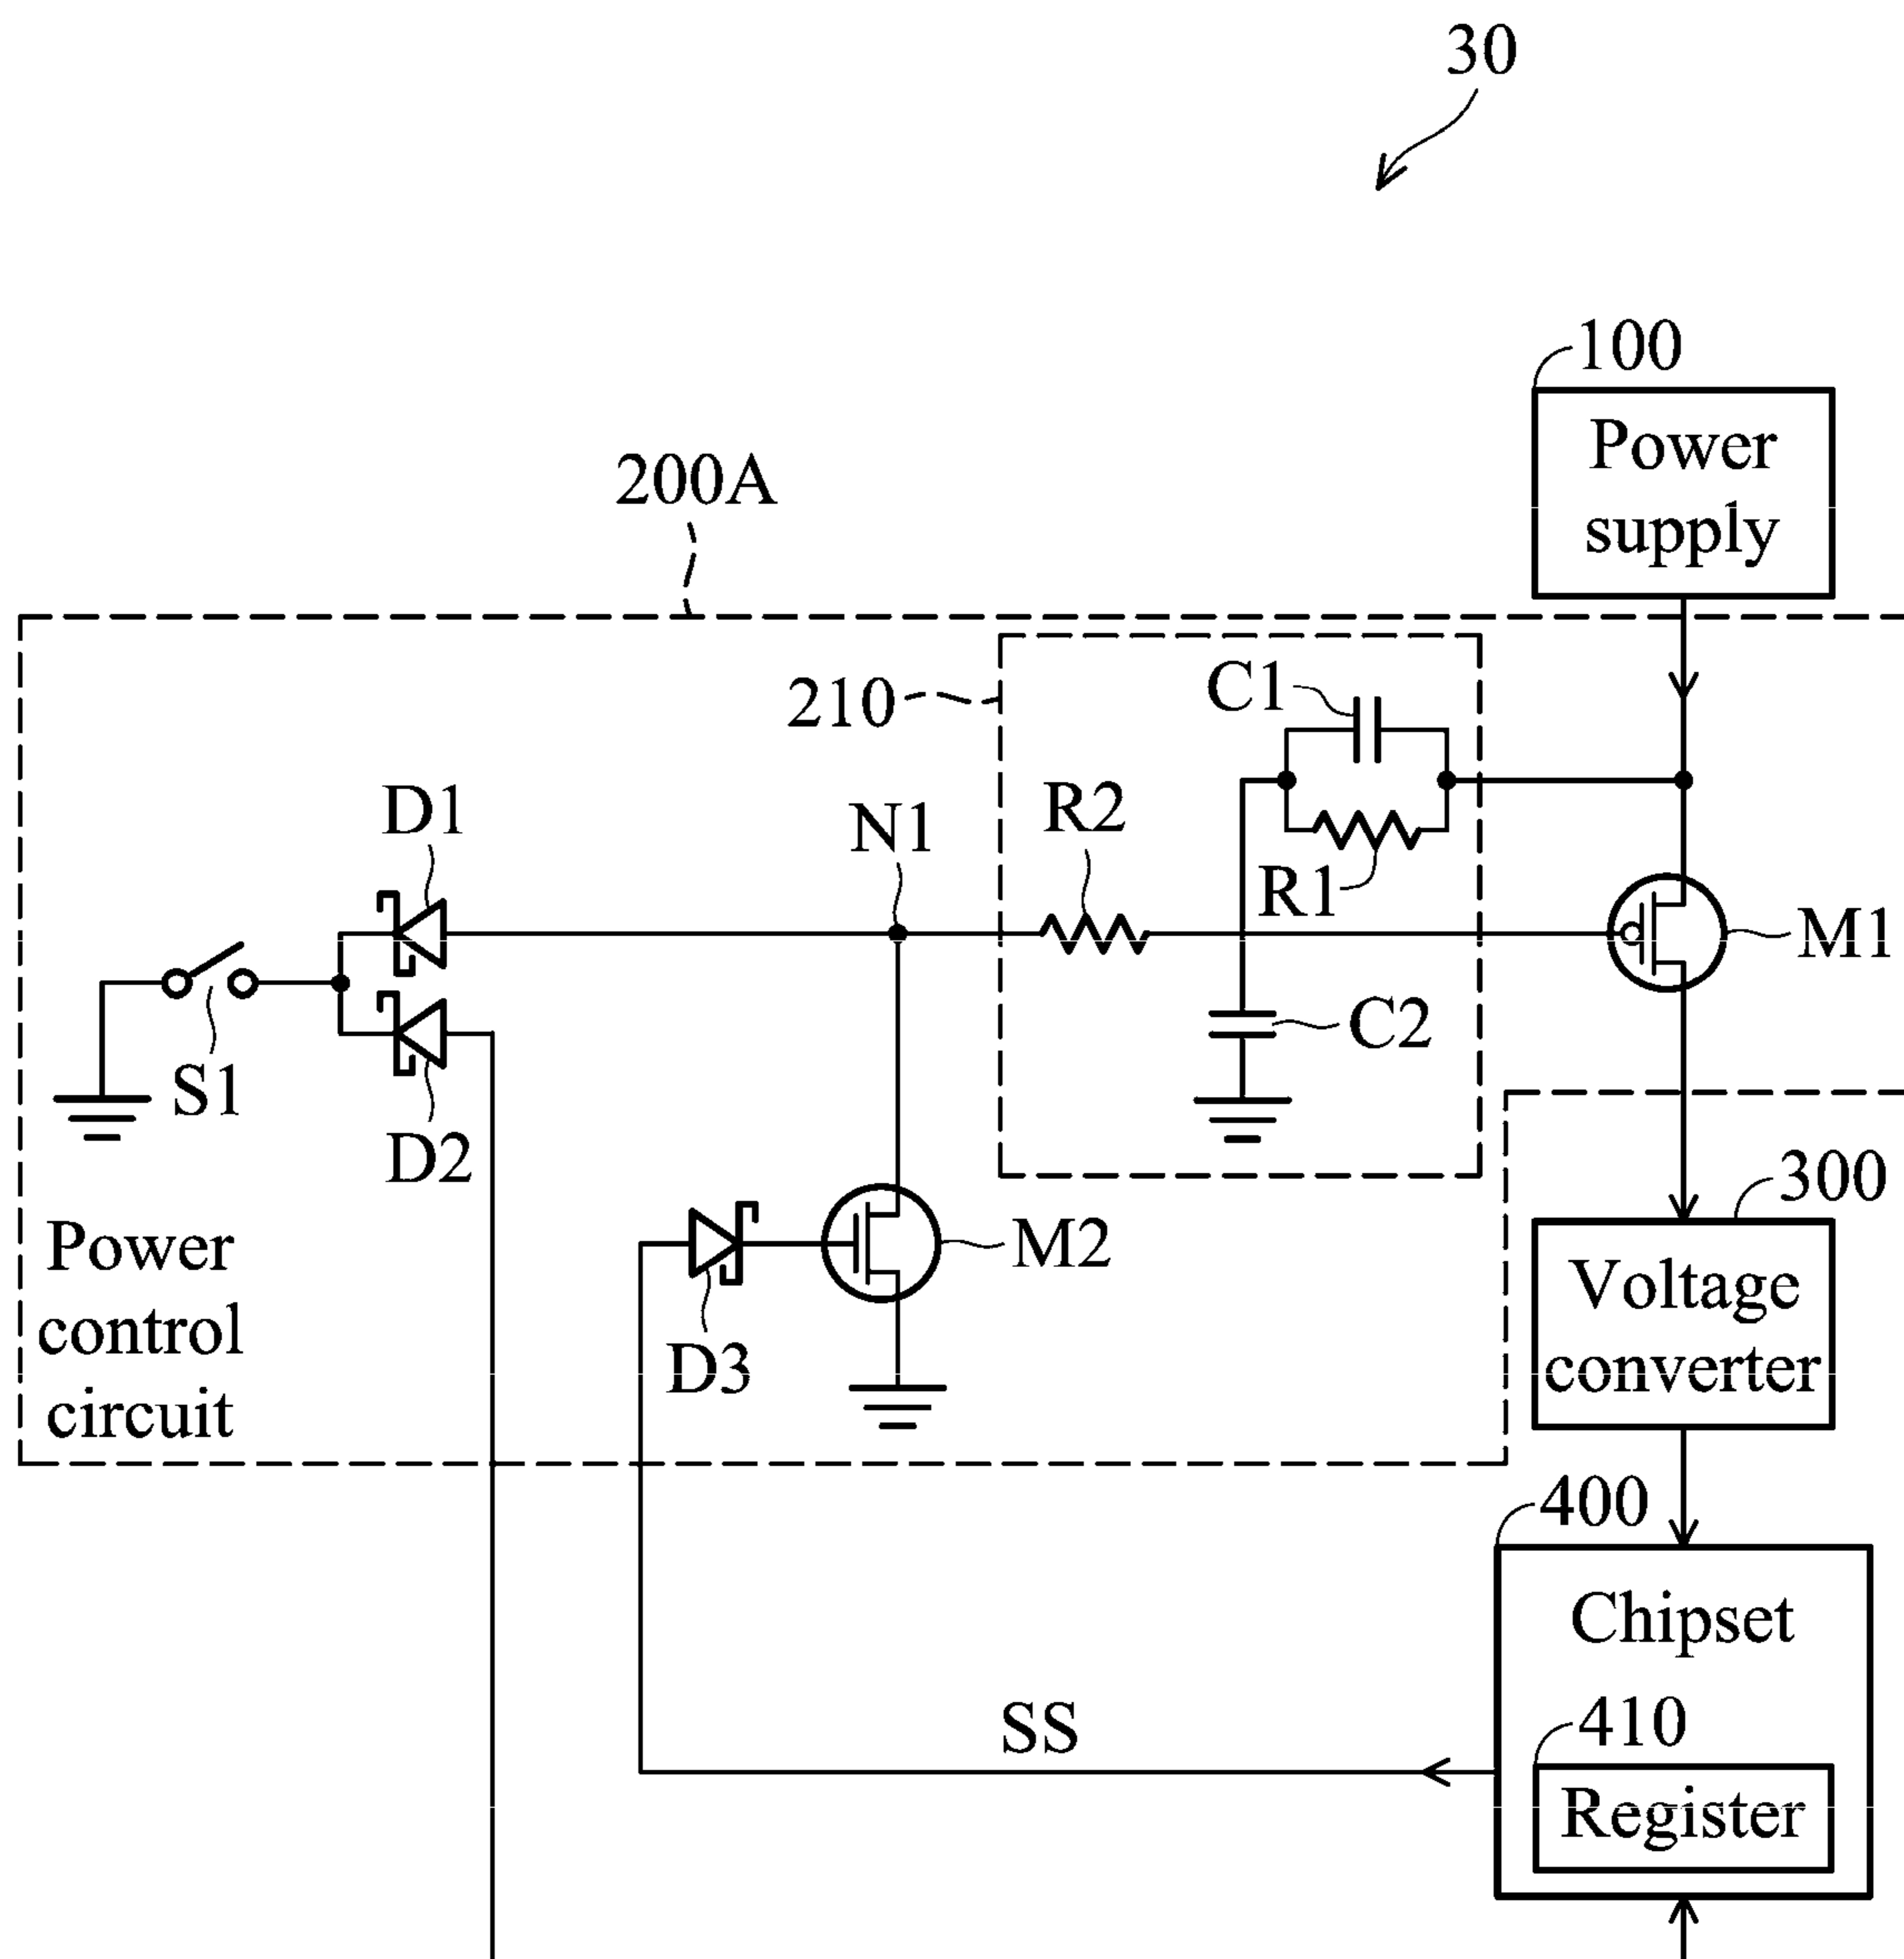 30
100
Power
supply
200A
210
C1
D1
N1
R2
R1
M1
S1
C2
D2
300
Power
control
circuit
M2
D3
Voltage
converter
400
Chipset
SS
410
Register